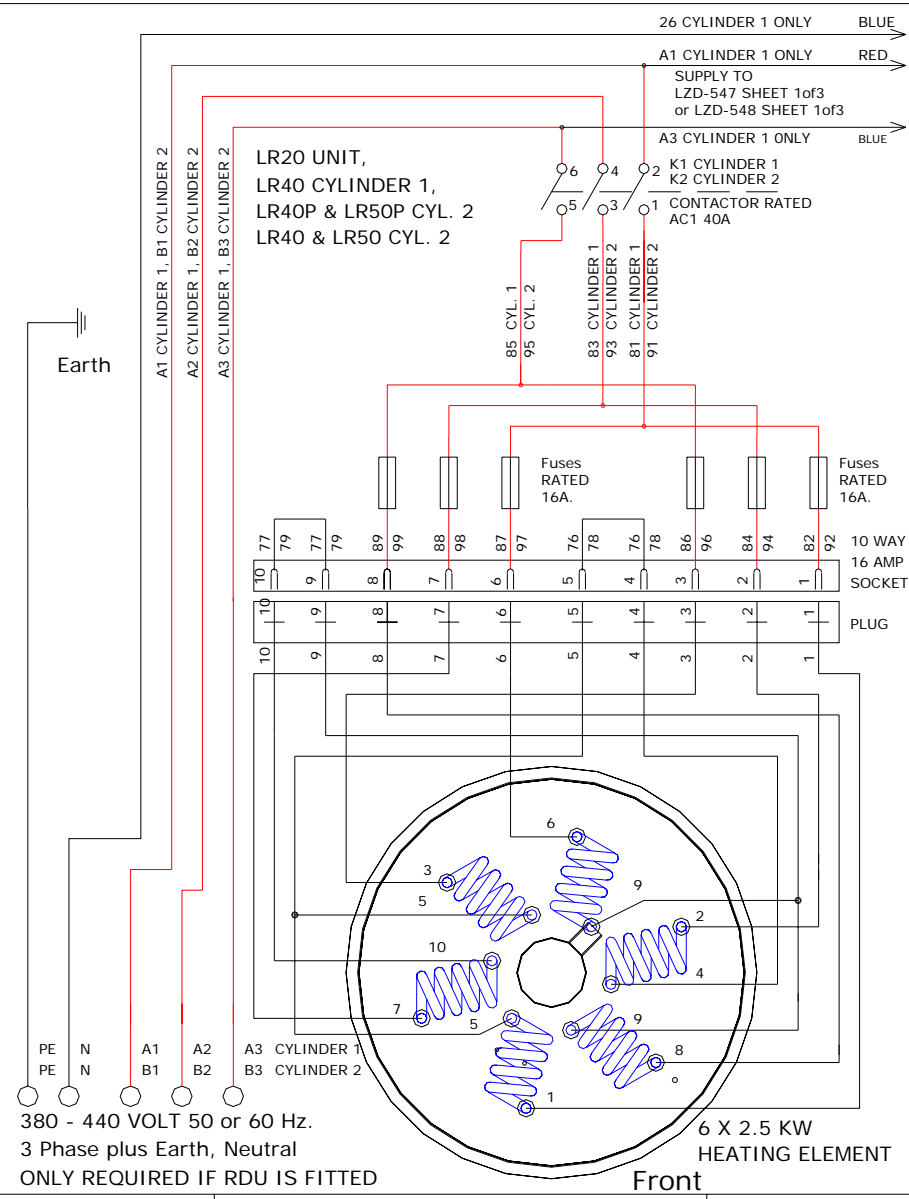 26 CYLINDER 1 ONLY BLUE
A1 CYLINDER 1 ONLY RED
SUPPLY TO
LZD-547 SHEET 1of3
or LZD-548 SHEET 1of3
A3 CYLINDER 1 0NLY BLUE
LR20 UNIT,
LR40 CYLINDER 1,
LR40P & LR50P CYL. 2
LR40 & LR50 CYL. 2
6 4 2
K1 CYLINDER 1
K2 CYLINDER 2
5 3 1
CONTACTOR RATED
AC1 40A
A1 CYLINDER 1, B1 CYLINDER 2
A2 CYLINDER 1, B2 CYLINDER 2
A3 CYLINDER 1, B3 CYLINDER 2
85 CYL. 1
95 CYL. 2
83 CYLINDER 1
93 CYLINDER 2
81 CYLINDER 1
91 CYLINDER 2
Earth
Fuses
RATED
16A.
Fuses
RATED
16A.
77 79 77 79 89 99 88 98 87 97 76 78 76 78 86 96 84 94 82 92
10 WAY
16 AMP
SOCKET
10 9 8 7 6 5 4 3 2 1
10 9 8 7 6 5 4 3 2 1
PLUG
10 9 8 7 6 5 4 3 2 1
6
3
9
5
2
10
4
7
5
9
8
1
PE N A1 A2 A3 CYLINDER 1
PE N B1 B2 B3 CYLINDER 2
380 - 440 VOLT 50 or 60 Hz.
3 Phase plus Earth, Neutral
ONLY REQUIRED IF RDU IS FITTED
6 X 2.5 KW
HEATING ELEMENT
Front